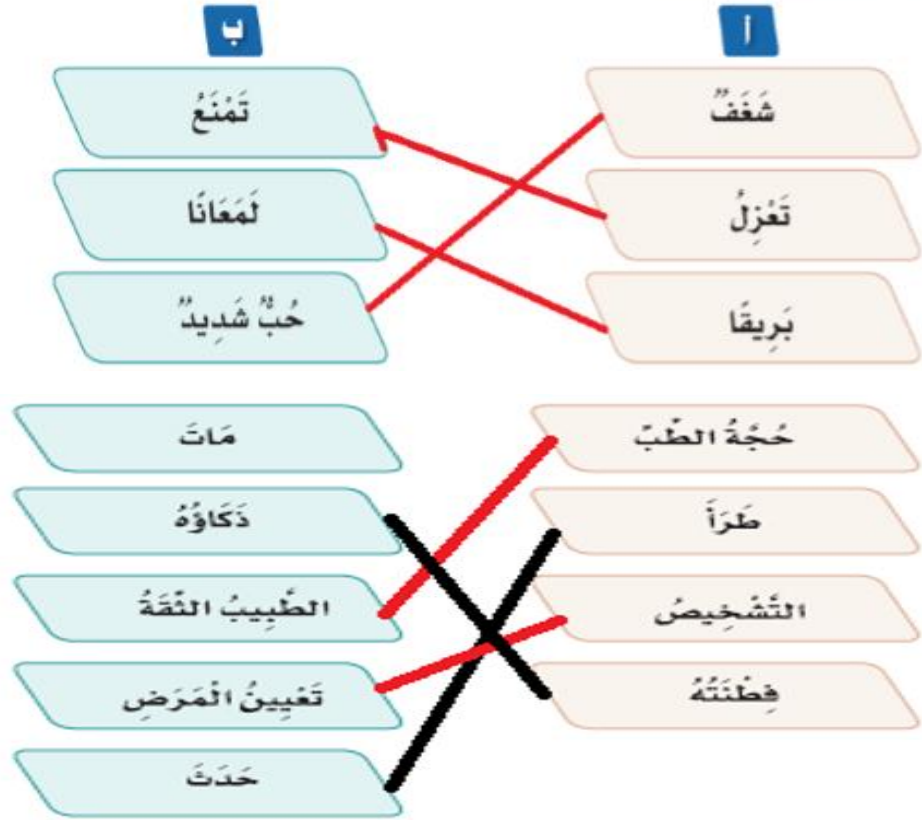 أ
ب
شَغَفٌ
تَمْنَعُ
تَعْزِلُ
لَمَعَانًا
بَرِيقًا
حُبٌّ شَدِيدٌ
حُجَّةُ الطِّبِّ
مَاتَ
طَرَأَ
ذَكَاؤُهُ
التَّشْخِيصُ
الطَّبِيبُ الثِّقَةُ
فِطْنَتُهُ
تَعْيِينُ الْمَرَضِ
حَدَثَ